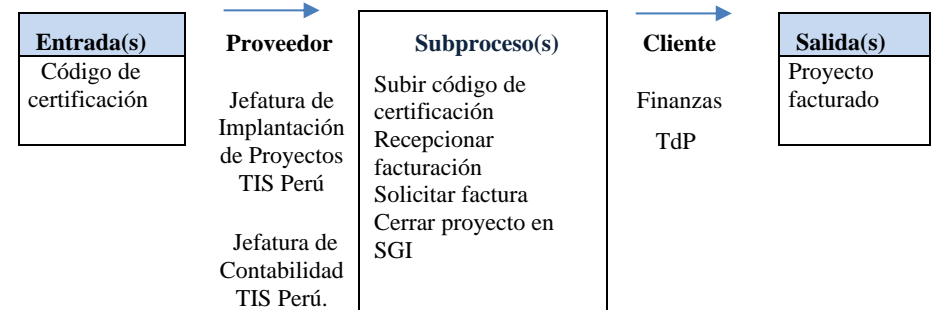 Entrada(s)
Código de
certificación
Proveedor
Jefatura de
Implantación
de Proyectos
TIS Perú
Jefatura de
Contabilidad
TIS Perú.
Subproceso(s)
Subir código de
certificación
Recepcionar
facturación
Solicitar factura
Cerrar proyecto en
SGI
Cliente
Finanzas
TdP
Salida(s)
Proyecto
facturado